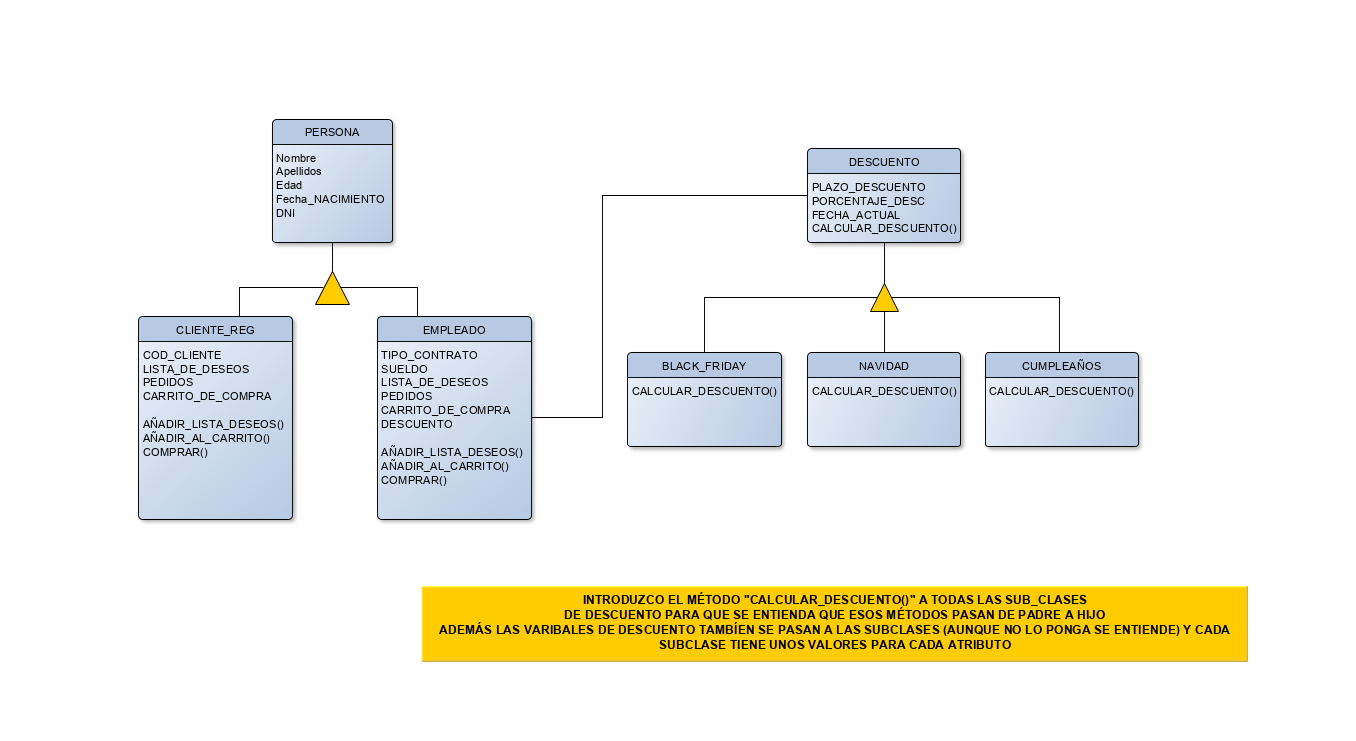 PERSONA
Nombre
Apellidos
Edad
Fecha_NACIMIENTO
DNI
DESCUENTO
PLAZO_DESCUENTO
PORCENTAJE_DESC
FECHA_ACTUAL
CALCULAR_DESCUENTO()
CLIENTE_REG
COD_CLIENTE
LISTA_DE_DESEOS
PEDIDOS
CARRITO_DE_COMPRA
AÑADIR_LISTA_DESEOS()
AÑADIR_AL_CARRITO()
COMPRAR()
EMPLEADO
TIPO_CONTRATO
SUELDO
LISTA_DE_DESEOS
PEDIDOS
CARRITO_DE_COMPRA
DESCUENTO
AÑADIR_LISTA_DESEOS()
AÑADIR_AL_CARRITO()
COMPRAR()
BLACK_FRIDAY
CALCULAR_DESCUENTO()
NAVIDAD
CALCULAR_DESCUENTO()
CUMPLEAÑOS
CALCULAR_DESCUENTO()
INTRODUZCO EL MÉTODO "CALCULAR_DESCUENTO()" A TODAS LAS SUB_CLASES
DE DESCUENTO PARA QUE SE ENTIENDA QUE ESOS MÉTODOS PASAN DE PADRE A HIJO
ADEMÁS LAS VARIBALES DE DESCUENTO TAMBÍEN SE PASAN A LAS SUBCLASES (AUNQUE NO LO PONGA SE ENTIENDE) Y CADA
SUBCLASE TIENE UNOS VALORES PARA CADA ATRIBUTO